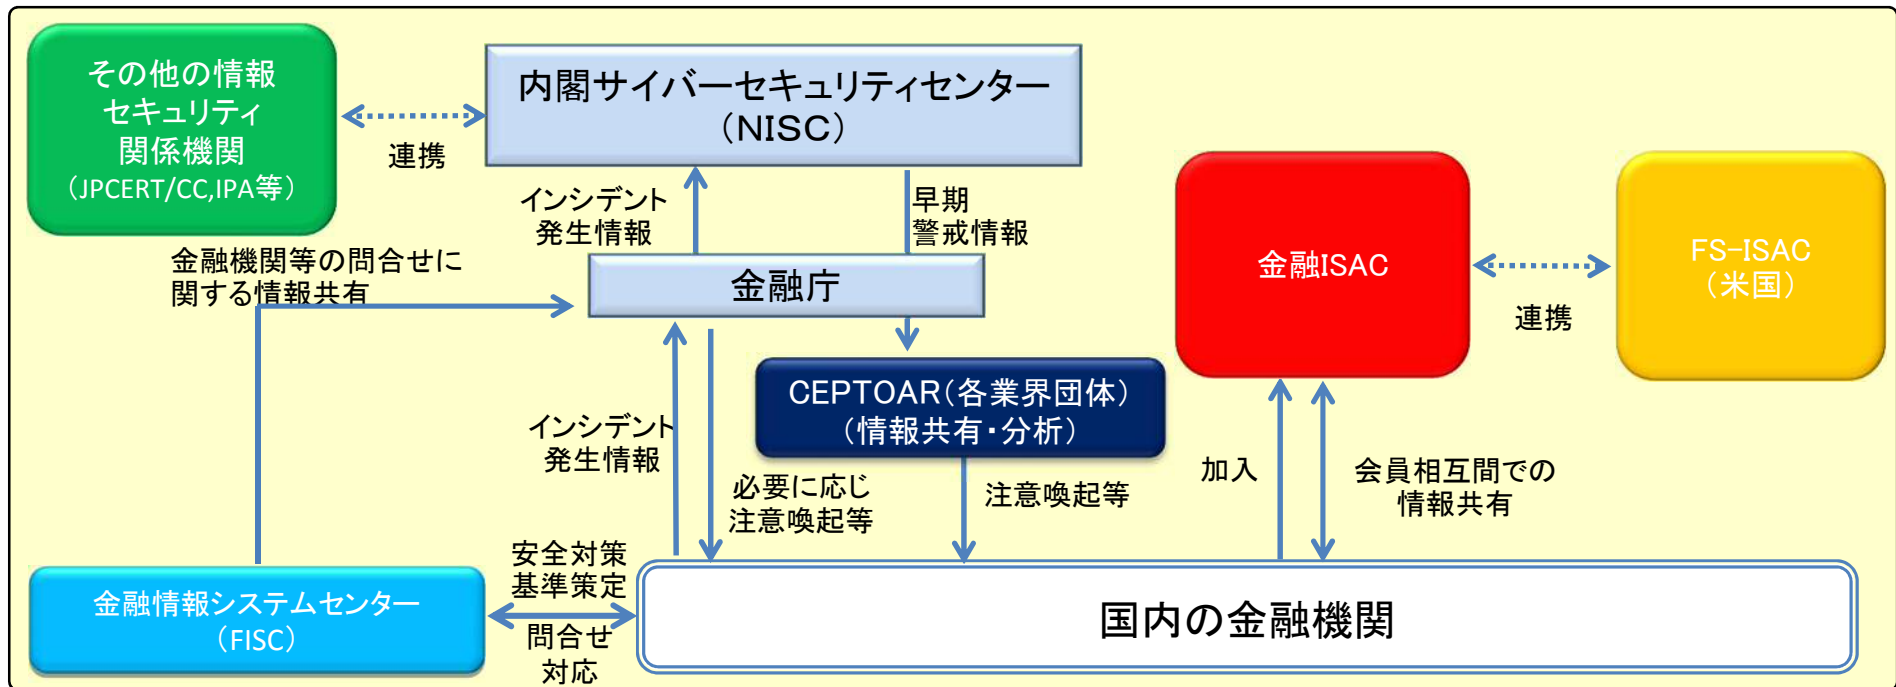 その他の情報
セキュリティ
関係機関
（JPCERT/CC,IPA等）
連携
内閣サイバーセキュリティセンター
（NISC）
インシデント
発生情報
早期
警戒情報
金融機関等の問合せに
関する情報共有
金融庁
金融ISAC
連携
FS-ISAC
（米国）
CEPTOAR（各業界団体）
（情報共有・分析）
インシデント
発生情報
必要に応じ
注意喚起等
注意喚起等
加入
会員相互間での
情報共有
安全対策
基準策定
問合せ
対応
金融情報システムセンター
（FISC）
国内の金融機関